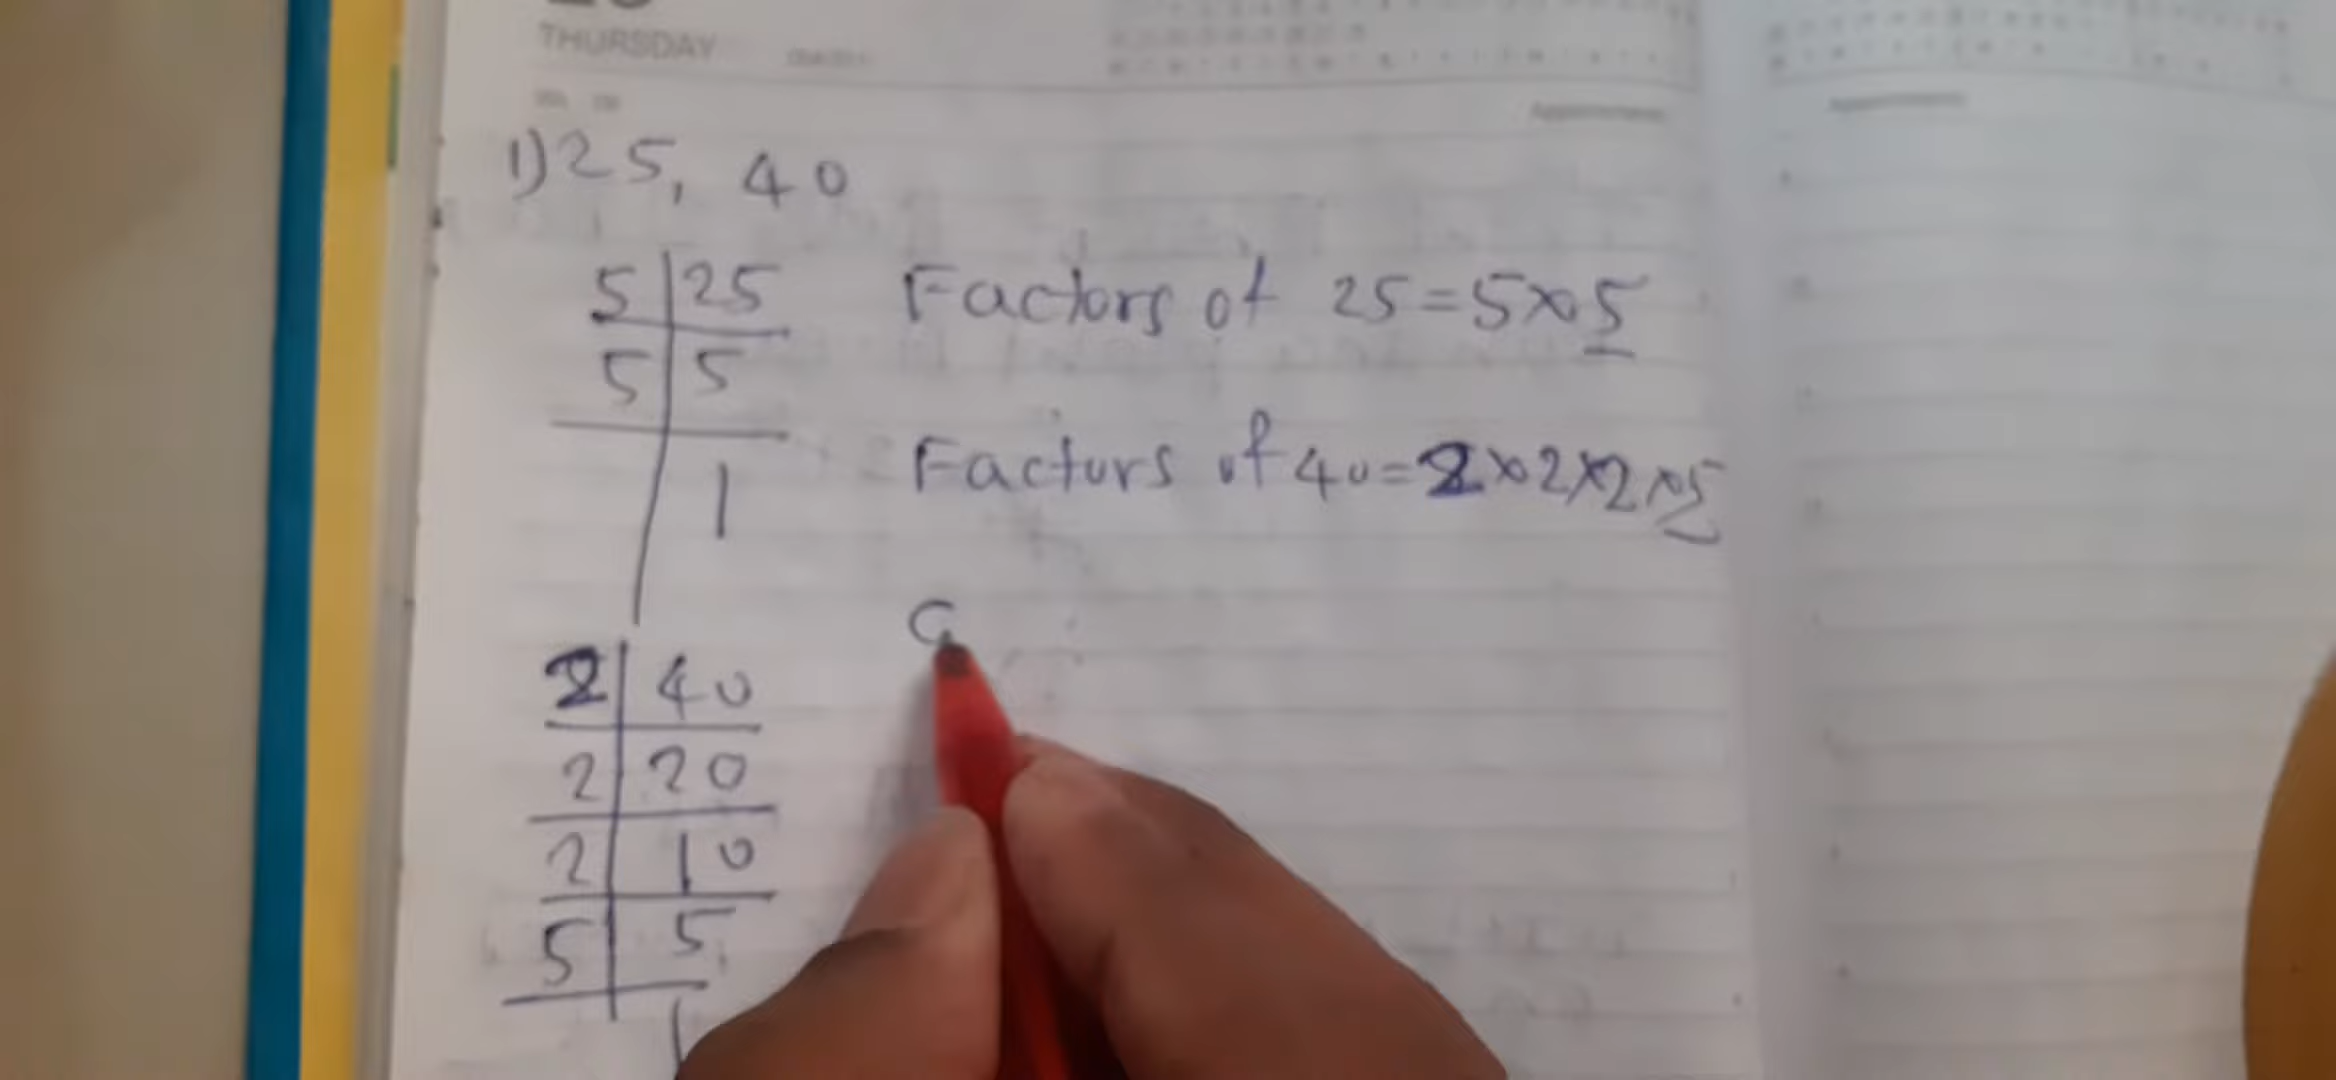 THURSDAY
1) 25, 40
5 | 25
5 | 5
1
Factors of 25 = 5 × 5
Factors of 40 = 2 × 2 × 2 × 5
2 | 40
2 | 20
2 | 10
5 | 5
1